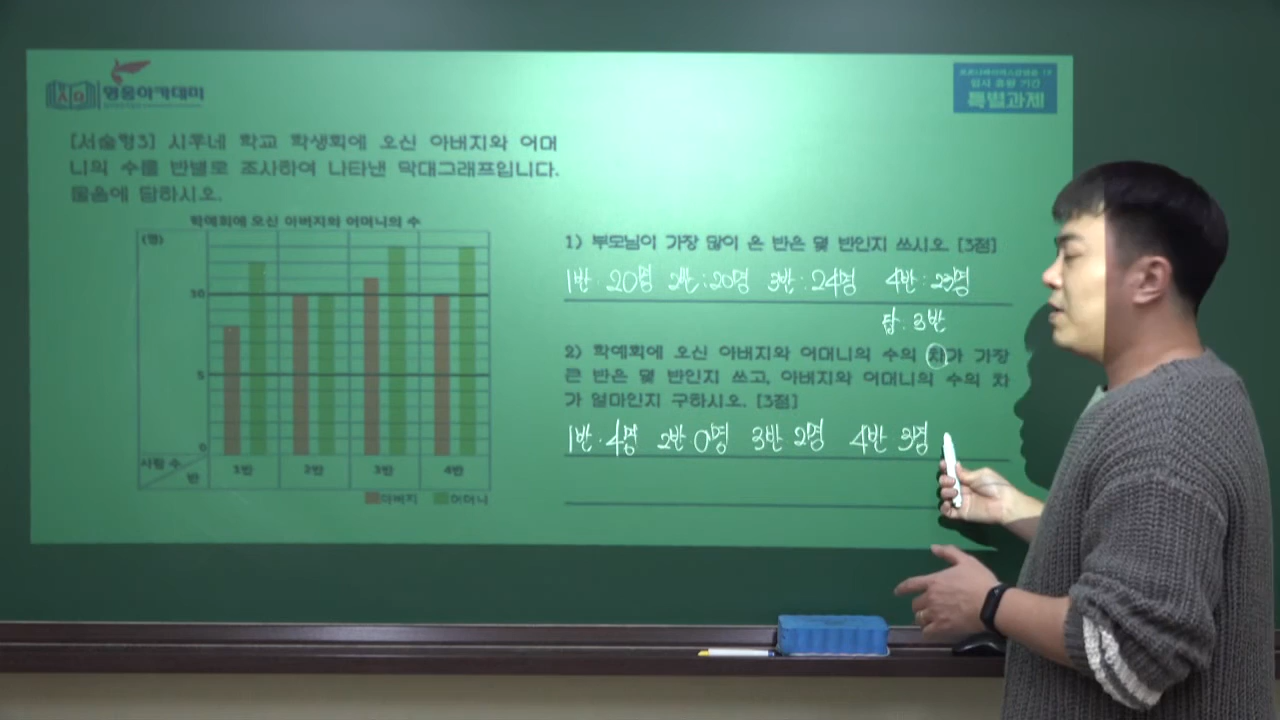 영웅아카데미
임시 휴원 기간
특별과제
[서술형3] 시후네 학교 학생회에 오신 아버지와 어머
니의 수를 반별로 조사하여 나타낸 막대그래프입니다.
물음에 답하시오.
학예회에 오신 아버지와 어머니의 수
(명)
10
5
0
사람 수
반
1반 2반 3반 4반
아버지 어머니
1) 부모님이 가장 많이 온 반은 몇 반인지 쓰시오. [3점]
1반 : 20명 2반 : 20명 3반 : 24명 4반 : 23명
답 : 3반
2) 학예회에 오신 아버지와 어머니의 수의 차가 가장
큰 반은 몇 반인지 쓰고, 아버지와 어머니의 수의 차
가 얼마인지 구하시오. [3점]
1반 : 4명 2반 0명 3반 2명 4반 3명